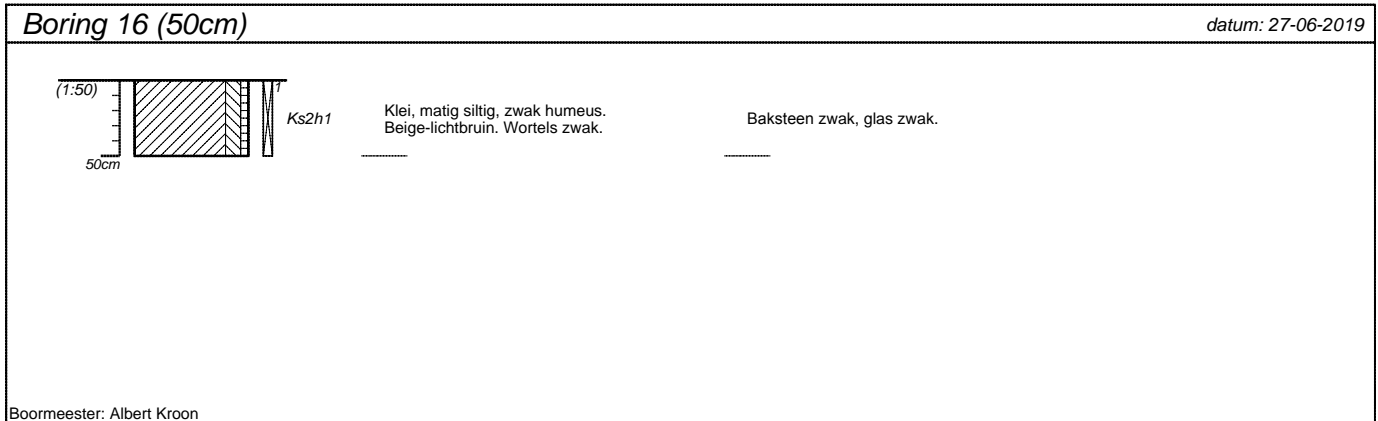 Boring 16 (50cm)
datum: 27-06-2019
(1:50)
1
Ks2h1
Klei, matig siltig, zwak humeus.
Beige-lichtbruin. Wortels zwak.
Baksteen zwak, glas zwak.
50cm
Boormeester: Albert Kroon